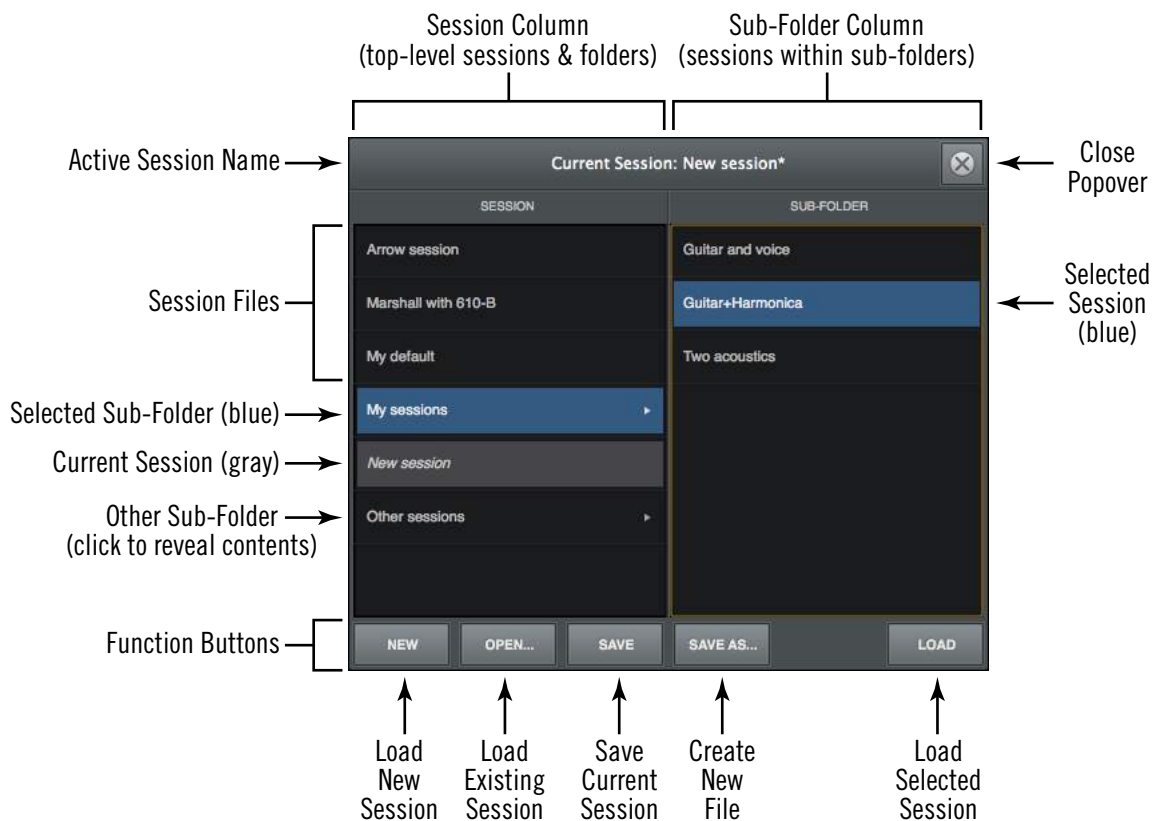 Session Column
(top-level sessions & folders)
Sub-Folder Column
(sessions within sub-folders)
Active Session Name
Current Session: New session*
Close
Popover
SESSION
SUB-FOLDER
Session Files
Arrow session
Marshall with 610-B
My default
Guitar and voice
Guitar+Harmonica
Two acoustics
Selected
Session
(blue)
Selected Sub-Folder (blue)
My sessions
Current Session (gray)
New session
Other Sub-Folder
(click to reveal contents)
Other sessions
Function Buttons
NEW
OPEN...
SAVE
SAVE AS...
LOAD
Load
New
Session
Load
Existing
Session
Save
Current
Session
Create
New
File
Load
Selected
Session